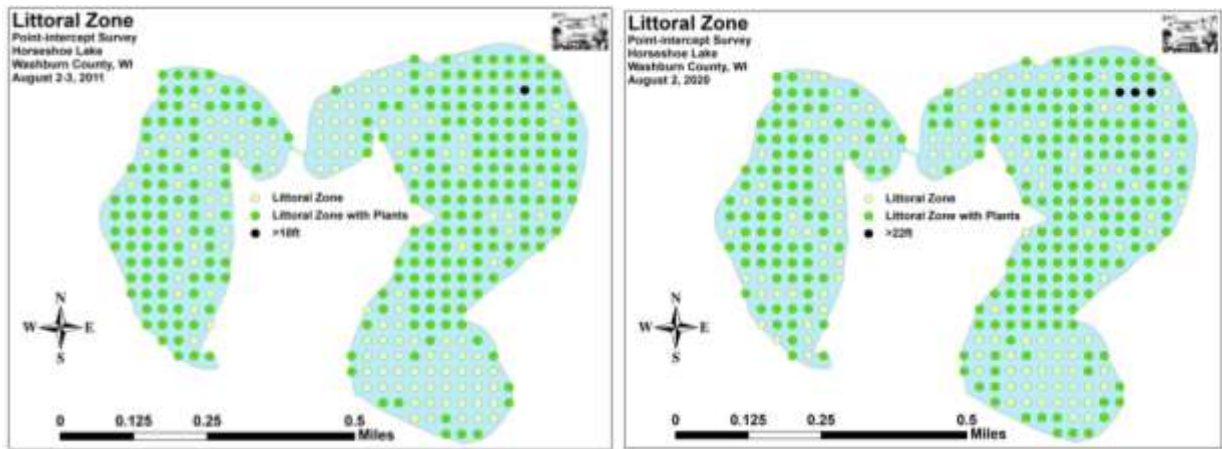 Littoral Zone
Point-intercept Survey
Horseshoe Lake
Washburn County, WI
August 2-3, 2011
Littoral Zone
Littoral Zone with Plants
>18ft
N
W E
S
0 0.125 0.25 0.5
Miles
Littoral Zone
Point-intercept Survey
Horseshoe Lake
Washburn County, WI
August 2, 2020
Littoral Zone
Littoral Zone with Plants
>22ft
N
W E
S
0 0.125 0.25 0.5
Miles